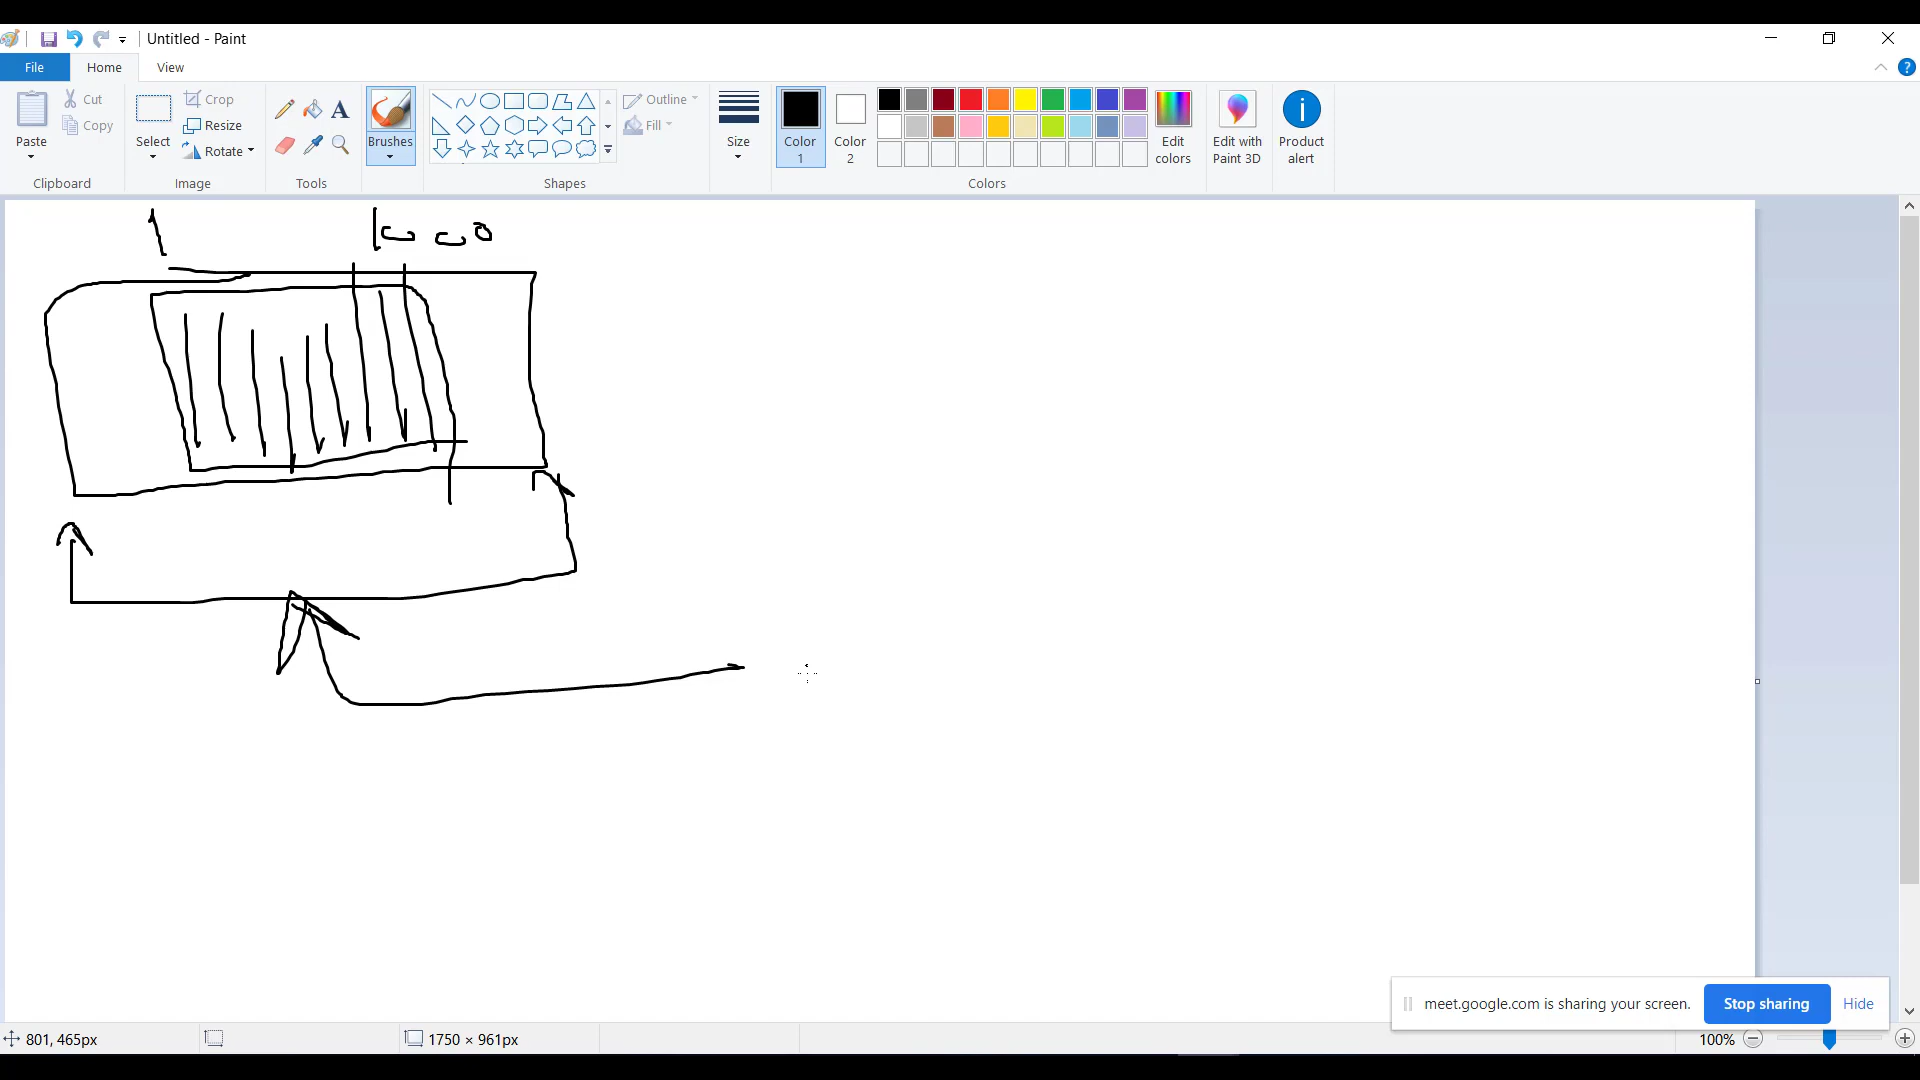 Untitled - Paint
File Home View
Paste
Cut
Copy
Clipboard
Select
Crop
Resize
Rotate
Image
Tools
Brushes
Shapes
Outline
Fill
Size
Color 1
Color 2
Colors
Edit colors
Edit with Paint 3D
Product alert
meet.google.com is sharing your screen. Stop sharing Hide
801, 465px 1750 × 961px 100%